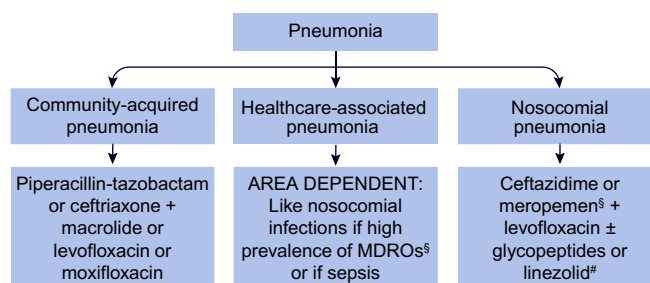 Pneumonia
Community-acquired
pneumonia
Healthcare-associated
pneumonia
Nosocomial
pneumonia
Piperacillin-tazobactam
or ceftriaxone +
macrolide or
levofloxacin or
moxifloxacin
AREA DEPENDENT:
Like nosocomial
infections if high
prevalence of MDROs§
or if sepsis
Ceftazidime or
meropemen§ +
levofloxacin ±
glycopeptides or
linezolid#